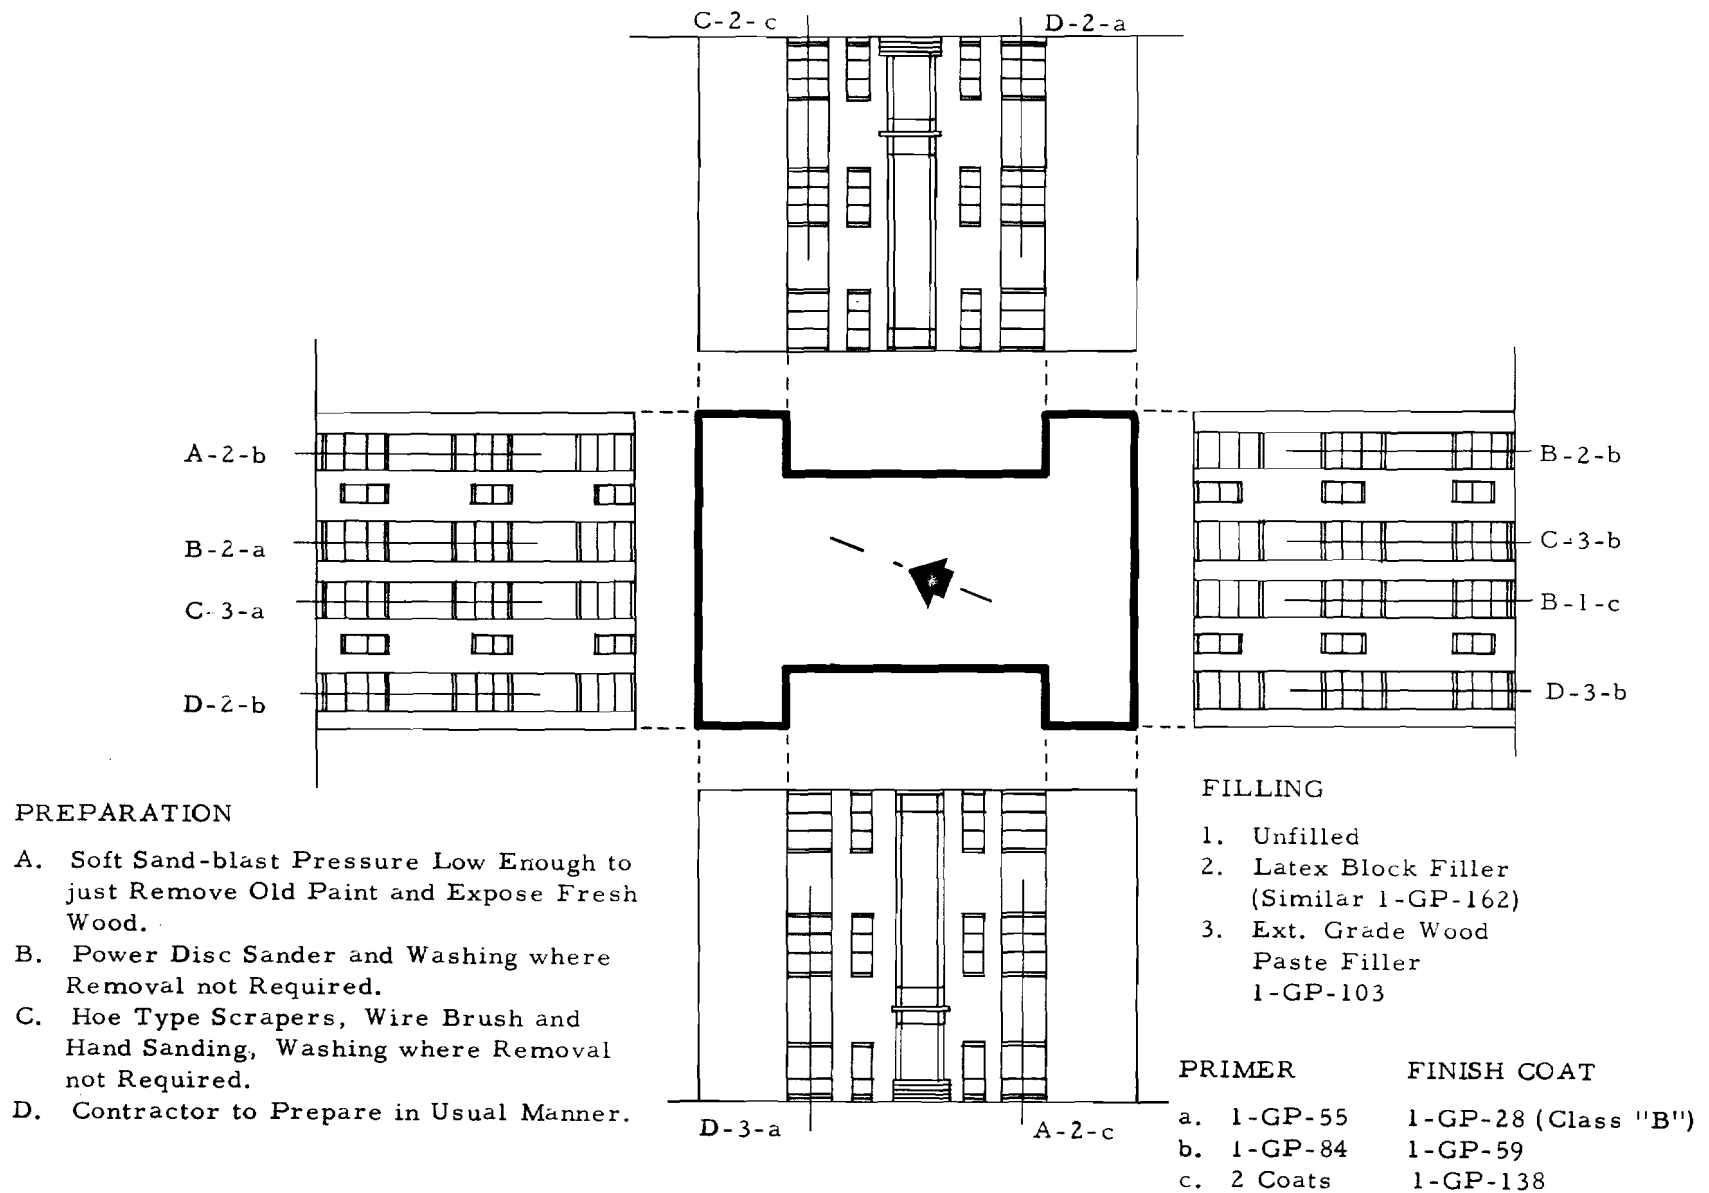 C-2-c
D-2-a
A-2-b
B-2-a
C-3-a
D-2-b
B-2-b
C-3-b
B-1-c
D-3-b
D-3-a
A-2-c
PREPARATION
A. Soft Sand-blast Pressure Low Enough to
just Remove Old Paint and Expose Fresh
Wood.
B. Power Disc Sander and Washing where
Removal not Required.
C. Hoe Type Scrapers, Wire Brush and
Hand Sanding, Washing where Removal
not Required.
D. Contractor to Prepare in Usual Manner.
FILLING
1. Unfilled
2. Latex Block Filler
(Similar 1-GP-162)
3. Ext. Grade Wood
Paste Filler
1-GP-103
PRIMER FINISH COAT
a. 1-GP-55 1-GP-28 (Class "B")
b. 1-GP-84 1-GP-59
c. 2 Coats 1-GP-138